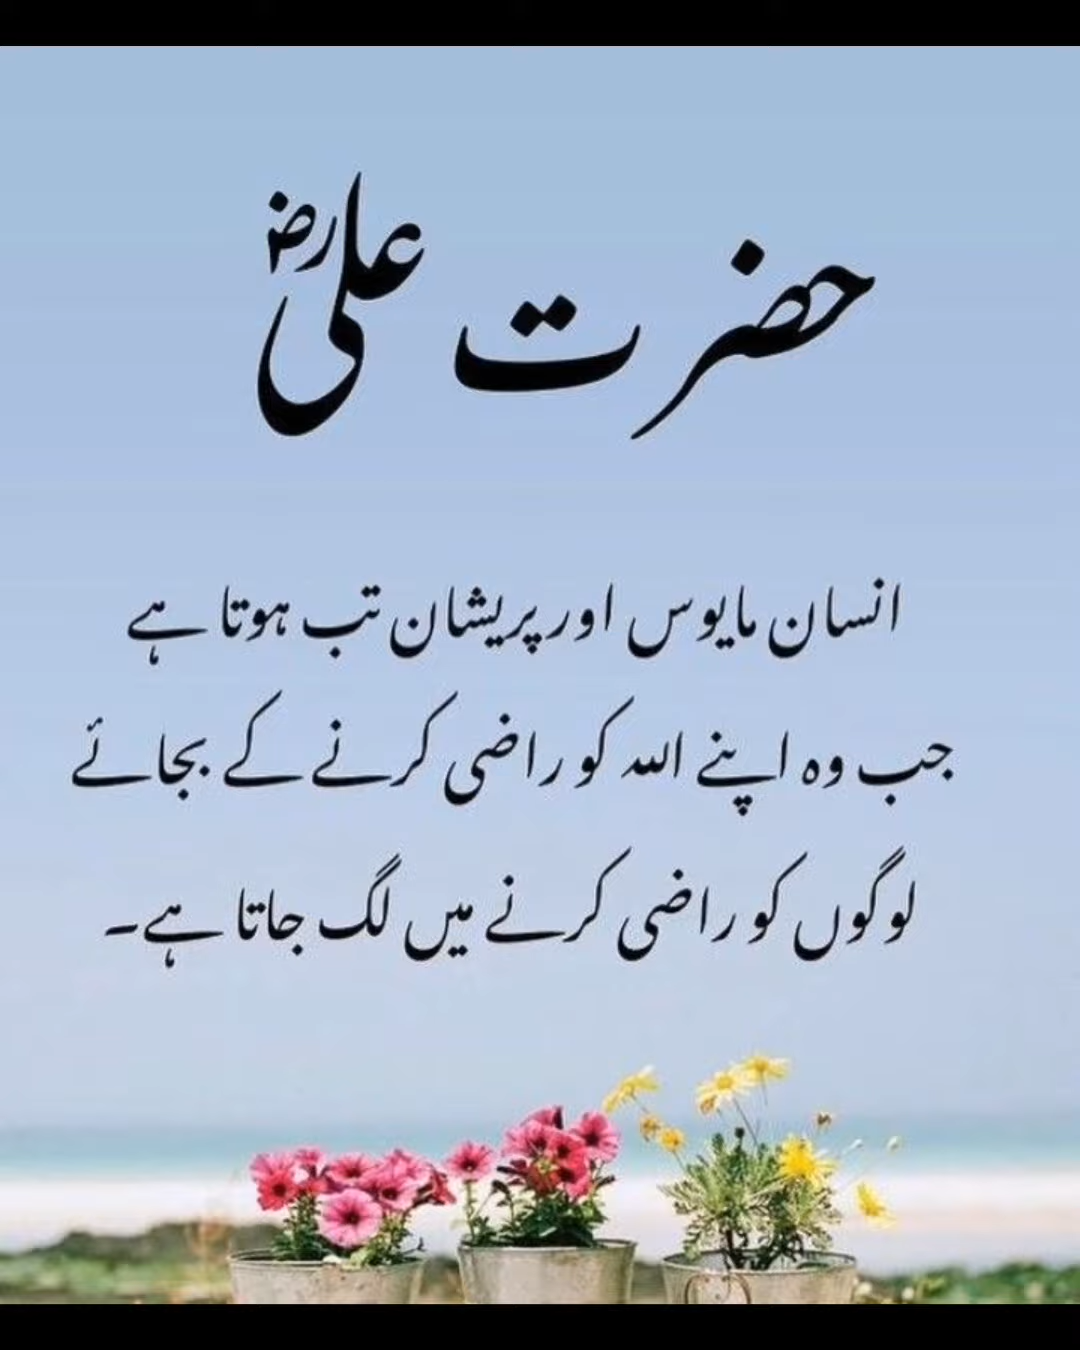 حضرت علیؓ
انسان مایوس اور پریشان تب ہوتا ہے
جب وہ اپنے اللہ کو راضی کرنے کے بجائے
لوگوں کو راضی کرنے میں لگ جاتا ہے۔